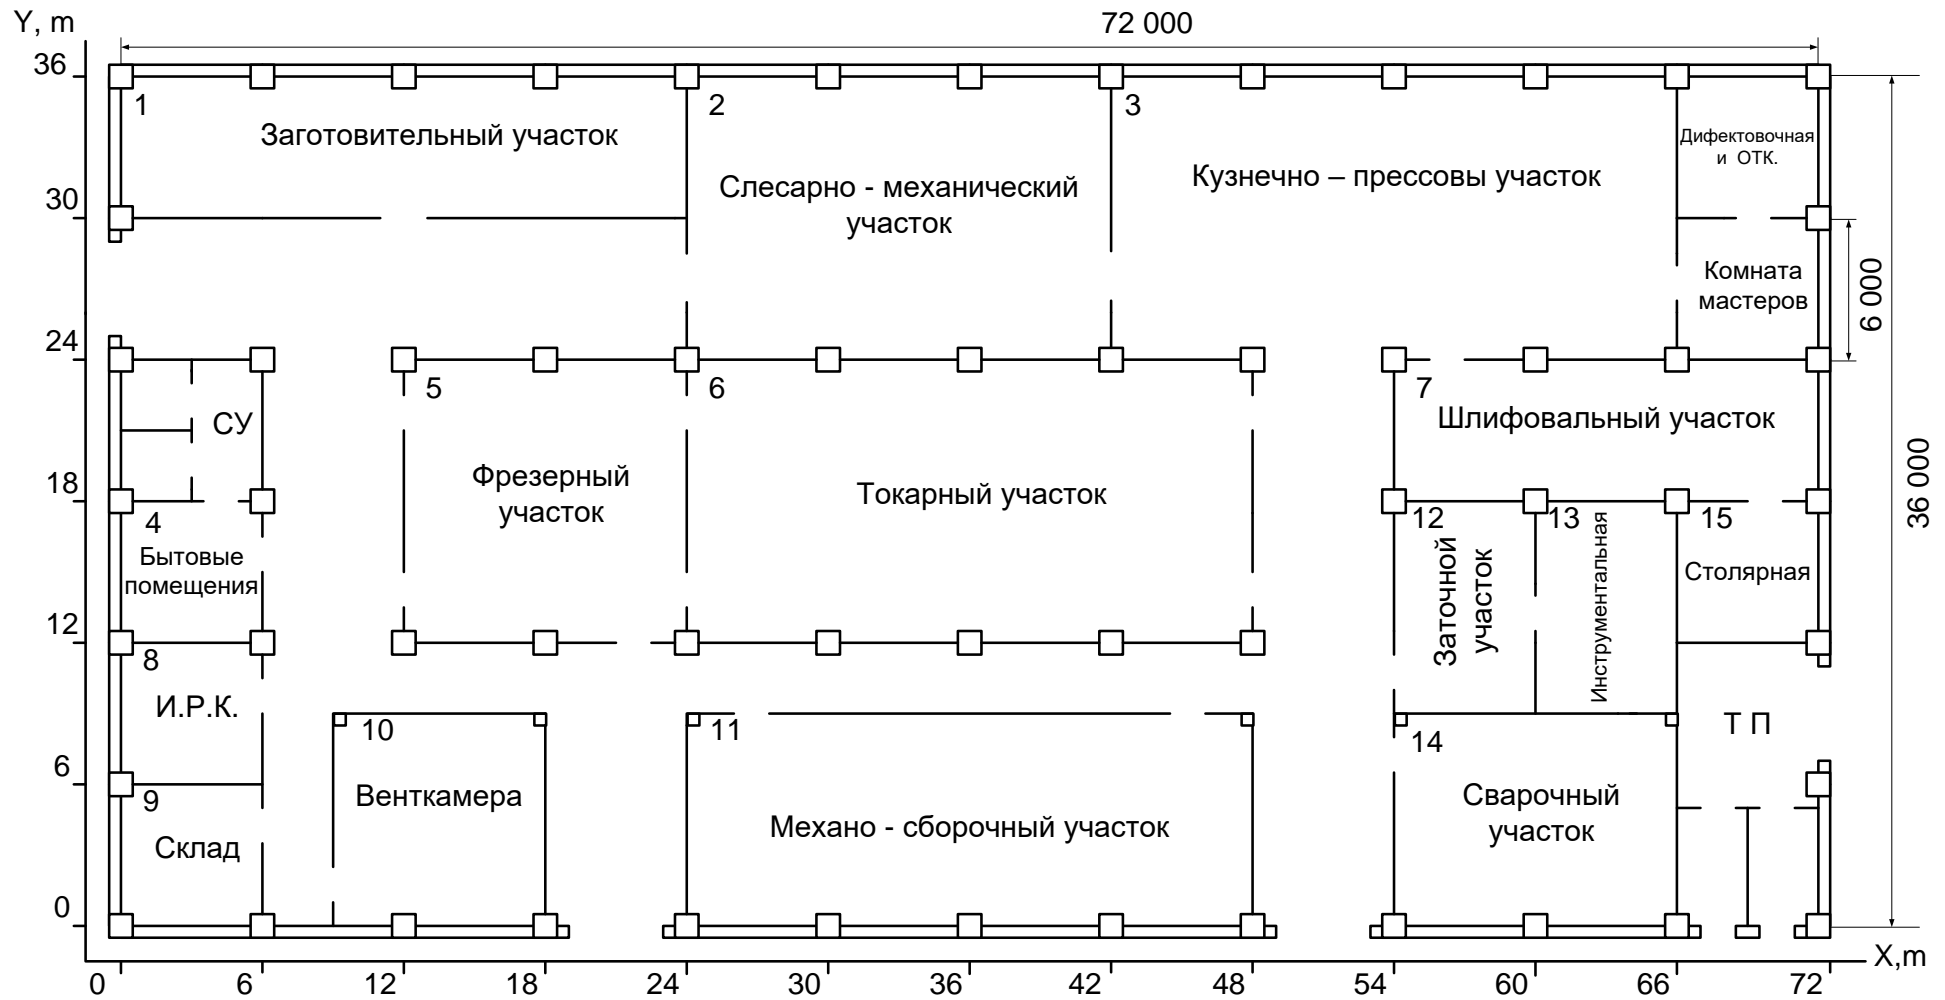 Y, m
72 000
36
1
2
3
Заготовительный участок
Дифектовочная
и ОТК.
Слесарно - механический
участок
Кузнечно – прессовы участок
30
Комната
мастеров
6 000
24
5
6
7
СУ
Шлифовальный участок
36 000
Фрезерный
участок
Токарный участок
18
4
12
13
15
Бытовые
помещения
Заточной
участок
Инструментальная
Столярная
12
8
И.Р.К.
10
11
14
Т П
6
9
Венткамера
Сварочный
участок
Механо - сборочный участок
Склад
0
X,m
0
6
12
18
24
30
36
42
48
54
60
66
72